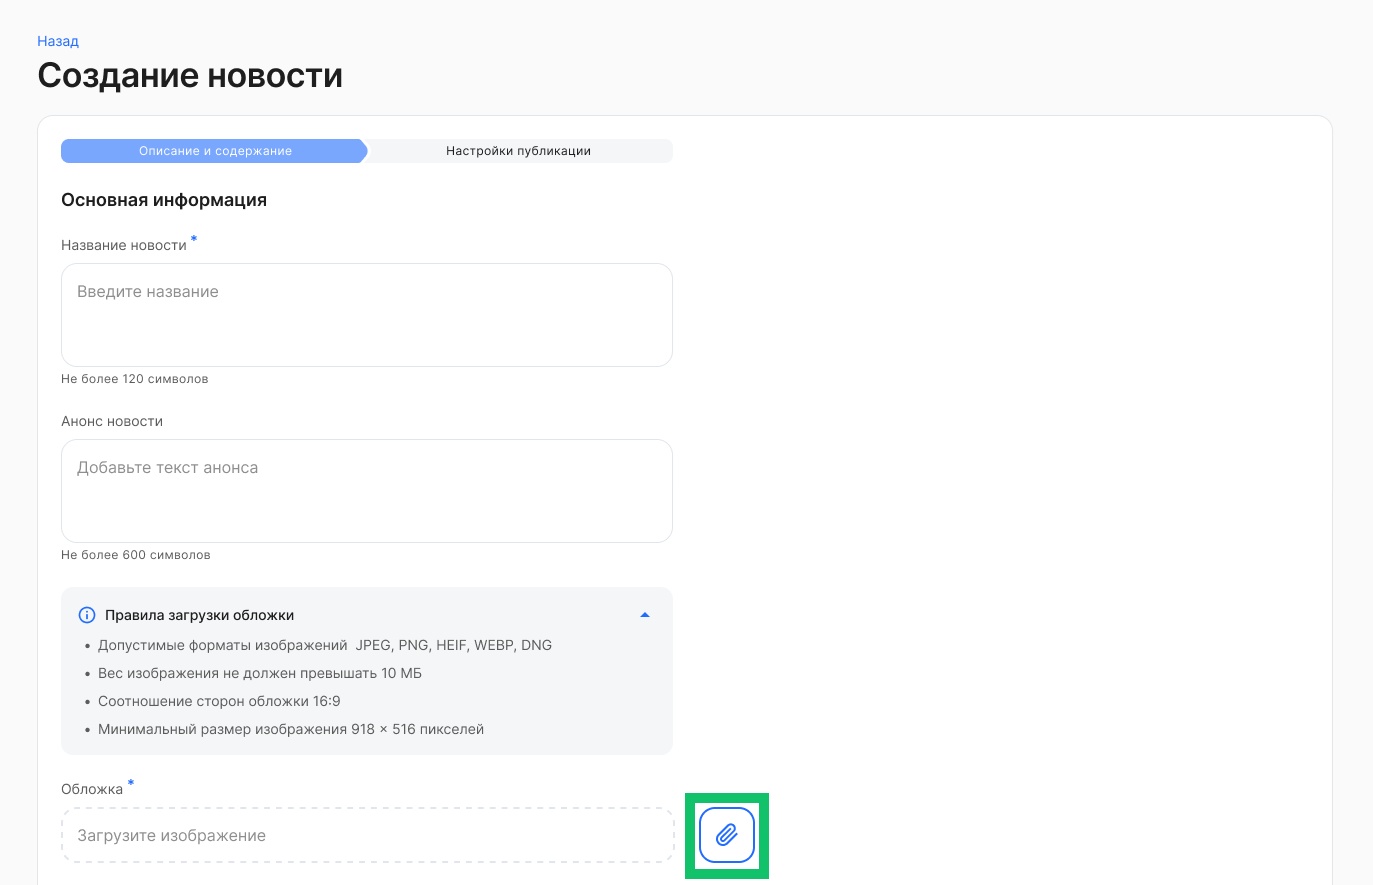 Назад
Создание новости
Описание и содержание
Настройки публикации
Основная информация
Название новости *
Введите название
Не более 120 символов
Анонс новости
Добавьте текст анонса
Не более 600 символов
Правила загрузки обложки
• Допустимые форматы изображений JPEG, PNG, HEIF, WEBP, DNG
• Вес изображения не должен превышать 10 МБ
• Соотношение сторон обложки 16:9
• Минимальный размер изображения 918 × 516 пикселей
Обложка *
Загрузите изображение